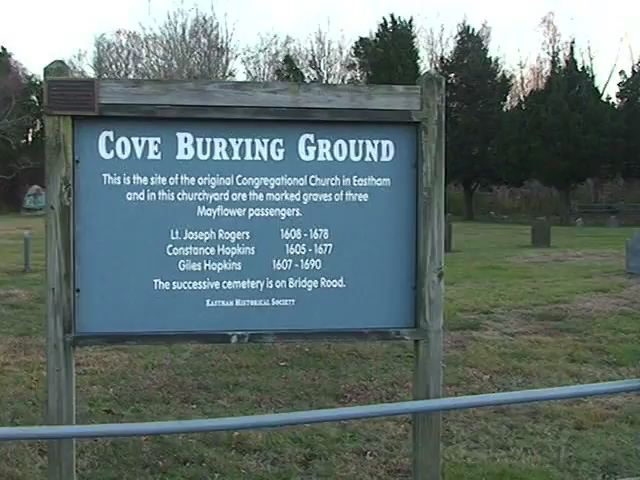 COVE BURYING GROUND
This is the site of the original Congregational Church in Eastham
and in this churchyard are the marked graves of three
Mayflower passengers.
Lt. Joseph Rogers 1608 - 1678
Constance Hopkins 1605 - 1677
Giles Hopkins 1607 - 1690
The successive cemetery is on Bridge Road.
EASTHAM HISTORICAL SOCIETY